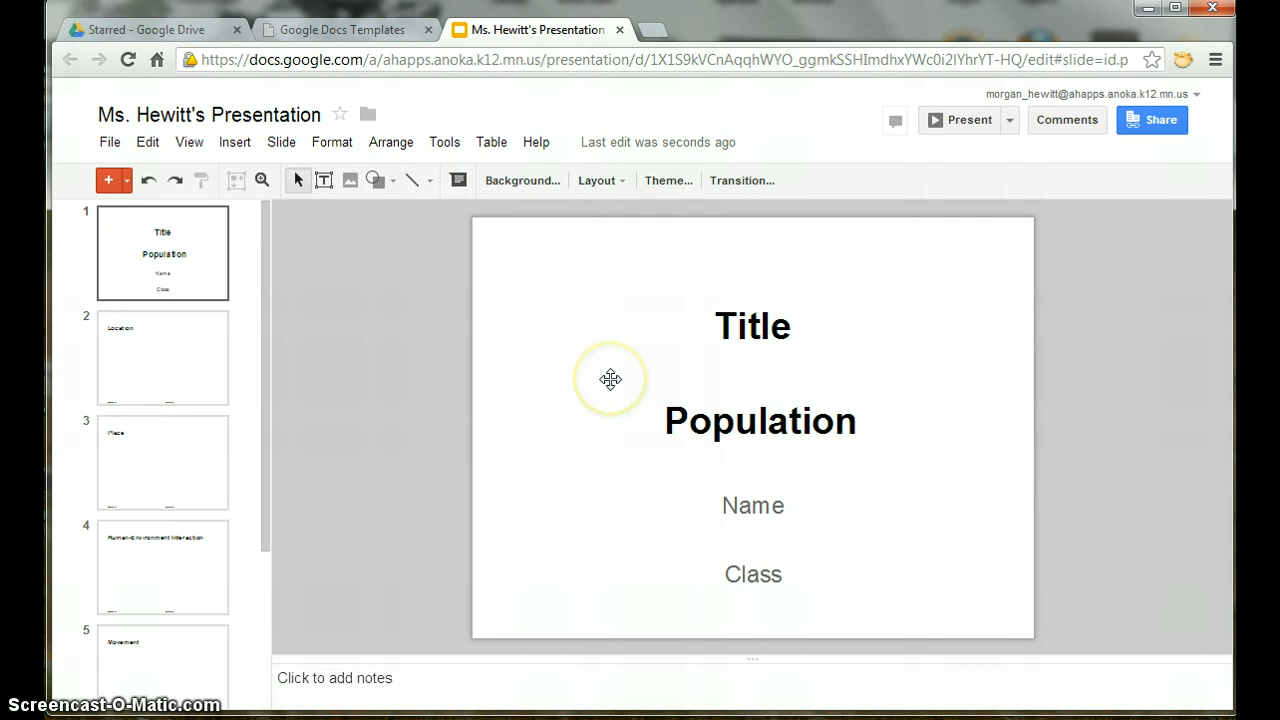 Starred - Google Drive
Google Docs Templates
Ms. Hewitt's Presentation
https://docs.google.com/a/ahapps.anoka.k12.mn.us/presentation/d/1X1S9kVCnAqqhWYO_ggmkSSHImdhxYWc0i2lYhrYT-HQ/edit#slide=id.p
morgan_hewitt@ahapps.anoka.k12.mn.us
Ms. Hewitt's Presentation
Present
Comments
Share
File Edit View Insert Slide Format Arrange Tools Table Help Last edit was seconds ago
Background... Layout Theme... Transition...
1
Title
Population
Name
Class
2
Location
3
Place
4
Human-Environment Interaction
5
Movement
Title
Population
Name
Class
Click to add notes
Screencast-O-Matic.com